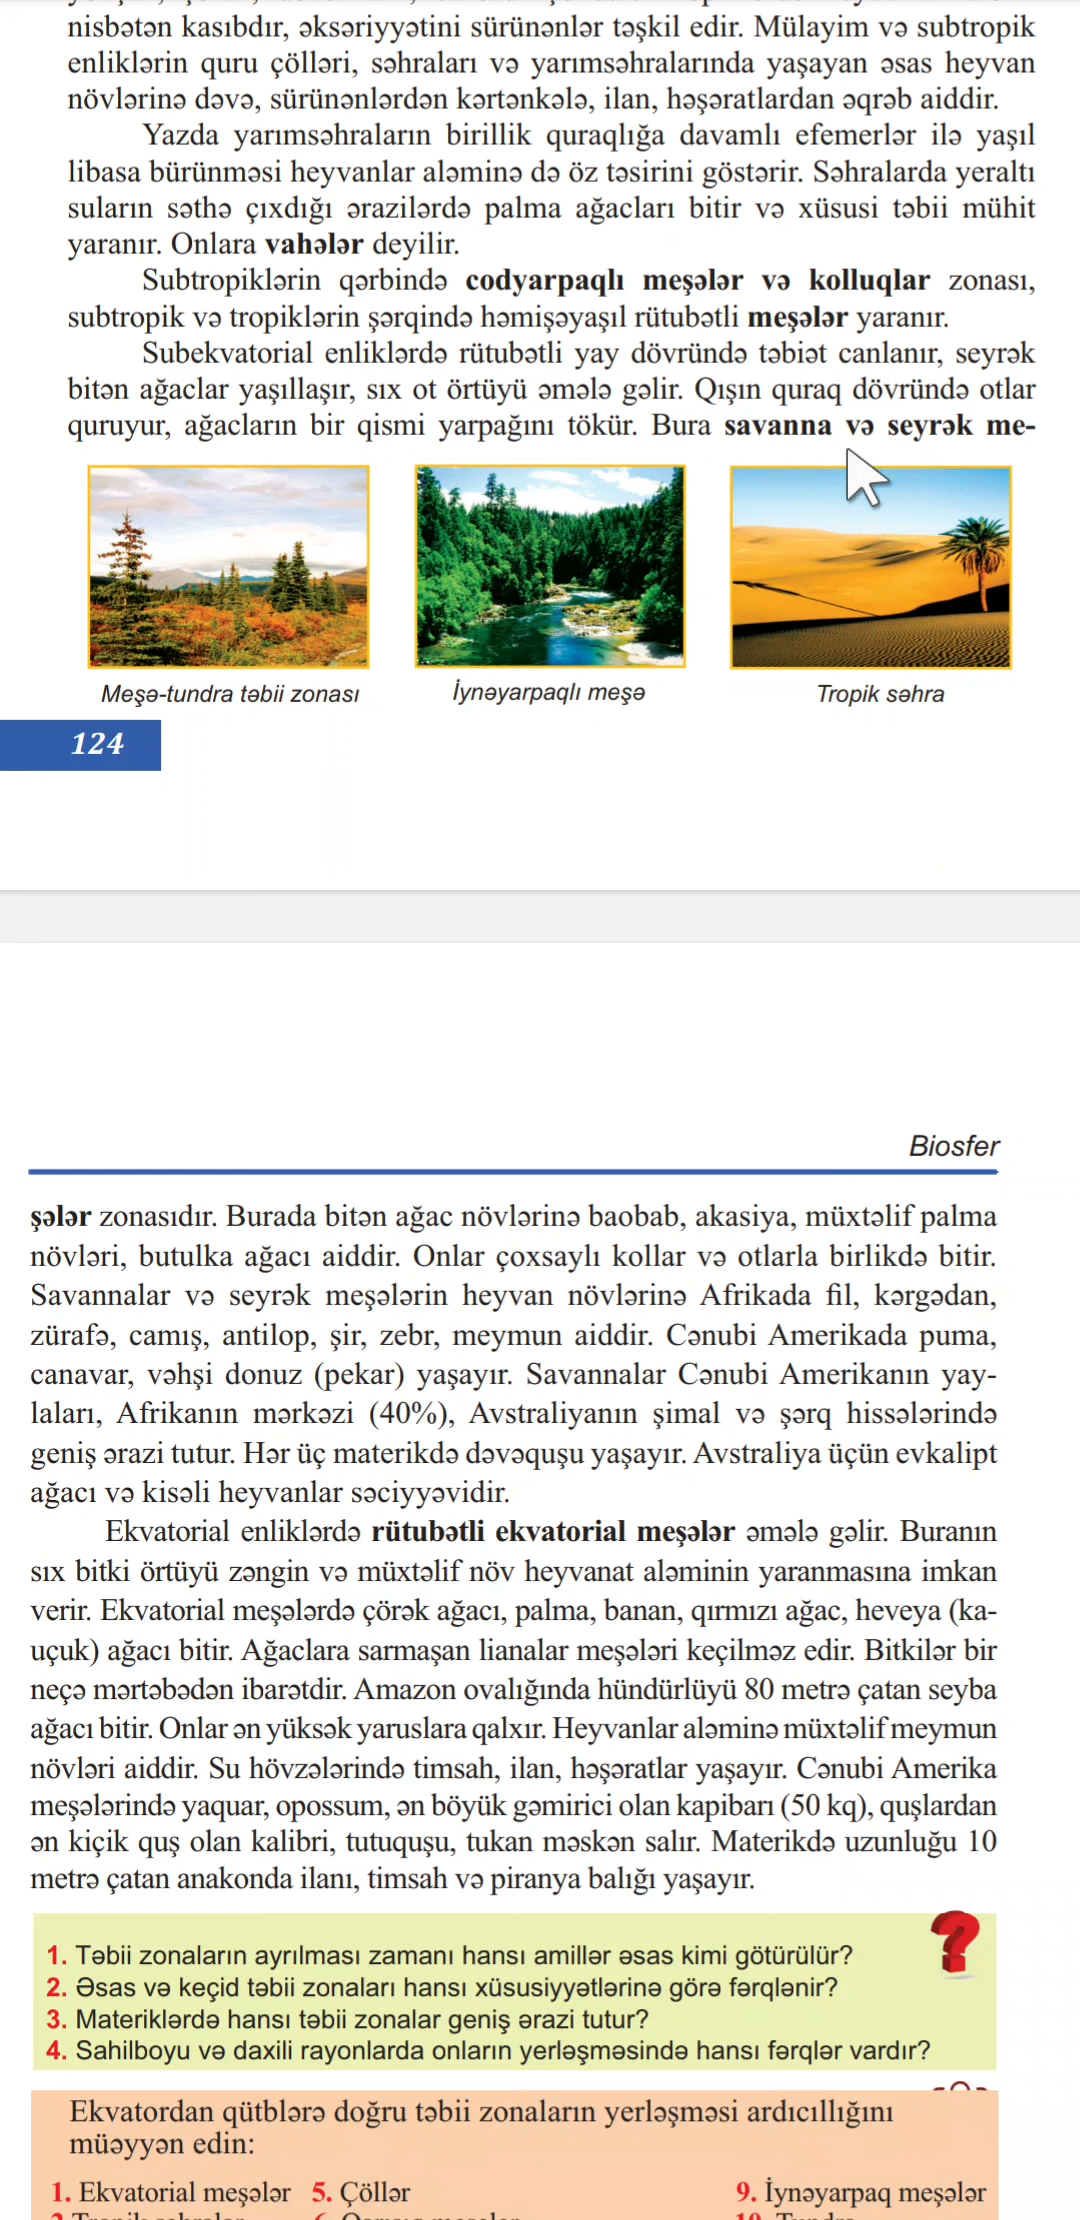 nisbətən kasıbdır, əksəriyyətini sürünənlər təşkil edir. Mülayim və subtropik
enliklərin quru çölləri, səhraları və yarımsəhralarında yaşayan əsas heyvan
növlərinə dəvə, sürünənlərdən kərtənkələ, ilan, həşəratlardan əqrəb aiddir.
Yazda yarımsəhraların birillik quraqlığa davamlı efemerlər ilə yaşıl
libasa bürünməsi heyvanlar aləminə də öz təsirini göstərir. Səhralarda yeraltı
suların səthə çıxdığı ərazilərdə palma ağacları bitir və xüsusi təbii mühit
yaranır. Onlara vahələr deyilir.
Subtropiklərin qərbində codyarpaqlı meşələr və kolluqlar zonası,
subtropik və tropiklərin şərqində həmişəyaşıl rütubətli meşələr yaranır.
Subekvatorial enliklərdə rütubətli yay dövründə təbiət canlanır, seyrək
bitən ağaclar yaşıllaşır, sıx ot örtüyü əmələ gəlir. Qışın quraq dövründə otlar
quruyur, ağacların bir qismi yarpağını tökür. Bura savanna və seyrək me-
Meşə-tundra təbii zonası
İynəyarpaqlı meşə
Tropik səhra
124
Biosfer
şələr zonasıdır. Burada bitən ağac növlərinə baobab, akasiya, müxtəlif palma
növləri, butulka ağacı aiddir. Onlar çoxsaylı kollar və otlarla birlikdə bitir.
Savannalar və seyrək meşələrin heyvan növlərinə Afrikada fil, kərgədan,
zürafə, camış, antilop, şir, zebr, meymun aiddir. Cənubi Amerikada puma,
canavar, vəhşi donuz (pekar) yaşayır. Savannalar Cənubi Amerikanın yay-
laları, Afrikanın mərkəzi (40%), Avstraliyanın şimal və şərq hissələrində
geniş ərazi tutur. Hər üç materikdə dəvəquşu yaşayır. Avstraliya üçün evkalipt
ağacı və kisəli heyvanlar səciyyəvidir.
Ekvatorial enliklərdə rütubətli ekvatorial meşələr əmələ gəlir. Buranın
sıx bitki örtüyü zəngin və müxtəlif növ heyvanat aləminin yaranmasına imkan
verir. Ekvatorial meşələrdə çörək ağacı, palma, banan, qırmızı ağac, heveya (ka-
uçuk) ağacı bitir. Ağaclara sarmaşan lianalar meşələri keçilməz edir. Bitkilər bir
neçə mərtəbədən ibarətdir. Amazon ovalığında hündürlüyü 80 metrə çatan seyba
ağacı bitir. Onlar ən yüksək yaruslara qalxır. Heyvanlar aləminə müxtəlif meymun
növləri aiddir. Su hövzələrində timsah, ilan, həşəratlar yaşayır. Cənubi Amerika
meşələrində yaquar, opossum, ən böyük gəmirici olan kapibarı (50 kq), quşlardan
ən kiçik quş olan kalibri, tutuquşu, tukan məskən salır. Materikdə uzunluğu 10
metrə çatan anakonda ilanı, timsah və piranya balığı yaşayır.
1. Təbii zonaların ayrılması zamanı hansı amillər əsas kimi götürülür?
2. Əsas və keçid təbii zonaları hansı xüsusiyyətlərinə görə fərqlənir?
3. Materiklərdə hansı təbii zonalar geniş ərazi tutur?
4. Sahilboyu və daxili rayonlarda onların yerləşməsində hansı fərqlər vardır?
Ekvatordan qütblərə doğru təbii zonaların yerləşməsi ardıcıllığını
müəyyən edin:
1. Ekvatorial meşələr 5. Çöllər 9. İynəyarpaq meşələr